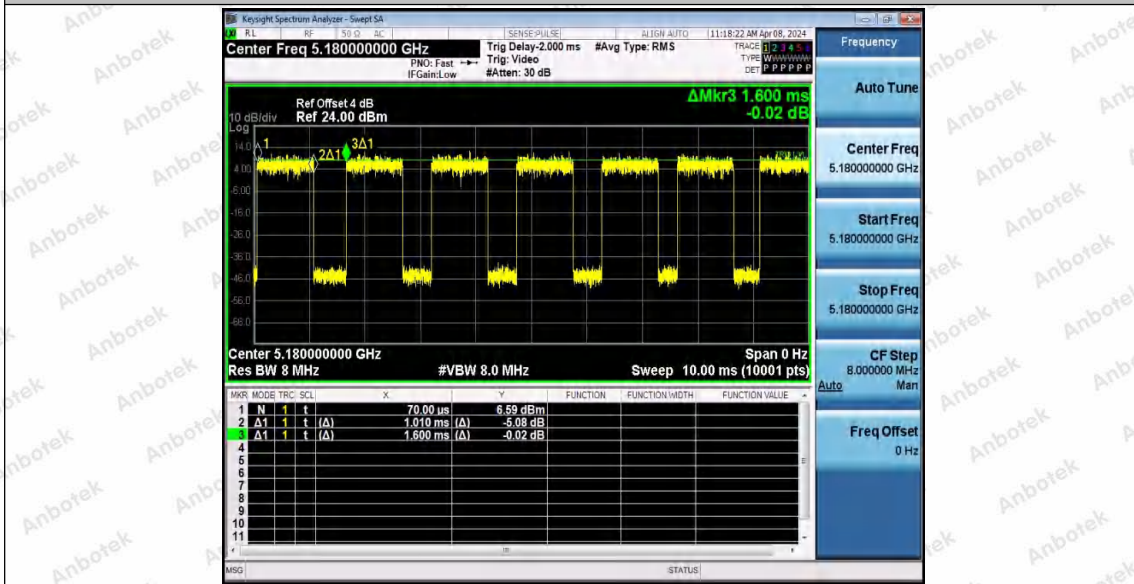 Keysight Spectrum Analyzer - Swept SA
RL RF 50 Ω AC SENSE:PULSE ALIGN AUTO 11:18:22 AM Apr 08, 2024
Center Freq 5.180000000 GHz
Trig Delay-2.000 ms #Avg Type: RMS
TRACE 1 2 3 4 5 6
PNO: Fast Trig: Video
TYPE WWWWWW
IFGain:Low #Atten: 30 dB
DET P P P P P P
Frequency
Auto Tune
ΔMkr3 1.600 ms
-0.02 dB
Ref Offset 4 dB
10 dB/div Ref 24.00 dBm
Log
14.0
4.00
-6.00
-16.0
-26.0
-36.0
-46.0
-56.0
-66.0
1
2Δ1
3Δ1
Center Freq
5.180000000 GHz
Start Freq
5.180000000 GHz
Stop Freq
5.180000000 GHz
Center 5.180000000 GHz Span 0 Hz
Res BW 8 MHz #VBW 8.0 MHz Sweep 10.00 ms (10001 pts)
CF Step
8.000000 MHz
Auto Man
Freq Offset
0 Hz
MKR MODE TRC SCL X Y FUNCTION FUNCTION WIDTH FUNCTION VALUE
1 N 1 t 70.00 µs 6.59 dBm
2 Δ1 1 t (Δ) 1.010 ms (Δ) -5.08 dB
3 Δ1 1 t (Δ) 1.600 ms (Δ) -0.02 dB
4
5
6
7
8
9
10
11
MSG STATUS
Anbotek